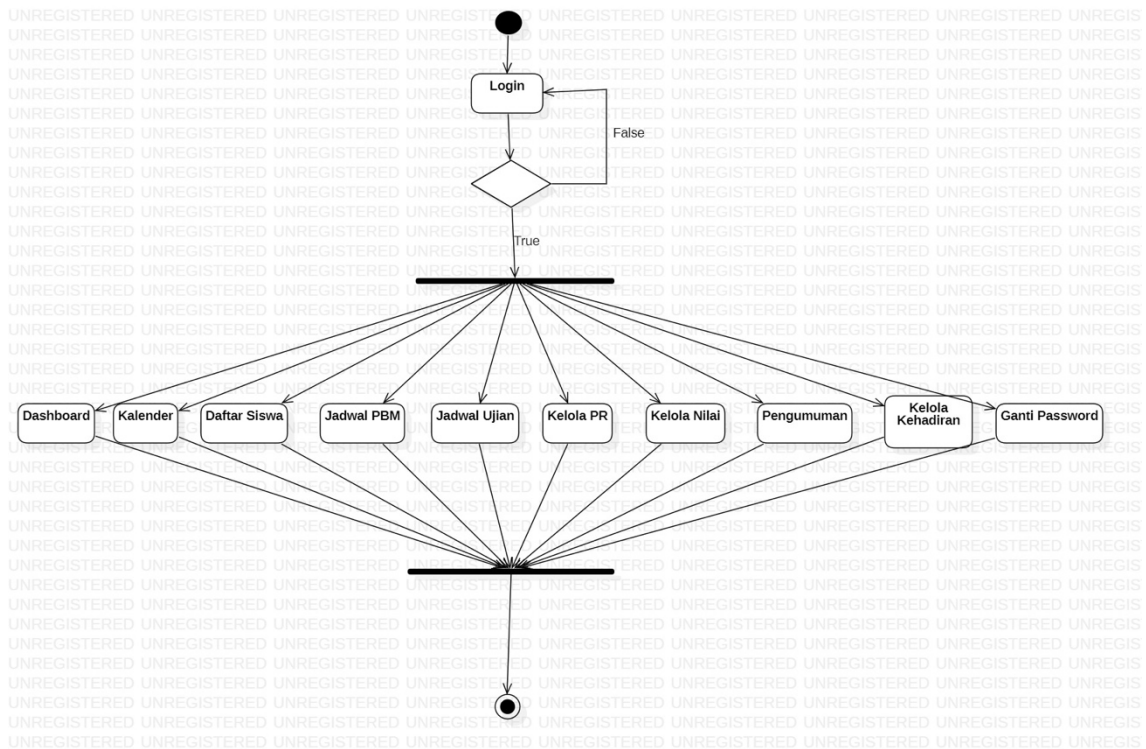 Login
False
True
Dashboard
Kalender
Daftar Siswa
Jadwal PBM
Jadwal Ujian
Kelola PR
Kelola Nilai
Pengumuman
Kelola
Kehadiran
Ganti Password
UNREGISTERED